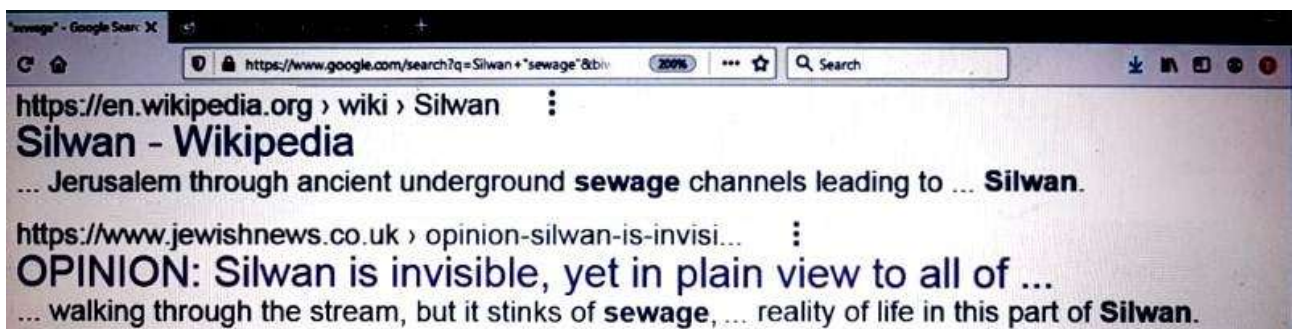 "sewage" - Google Searc X +
https://www.google.com/search?q=Silwan+"sewage"&biw 200% ... Search
https://en.wikipedia.org › wiki › Silwan
Silwan - Wikipedia
... Jerusalem through ancient underground sewage channels leading to ... Silwan.
https://www.jewishnews.co.uk › opinion-silwan-is-invisi...
OPINION: Silwan is invisible, yet in plain view to all of ...
... walking through the stream, but it stinks of sewage, ... reality of life in this part of Silwan.